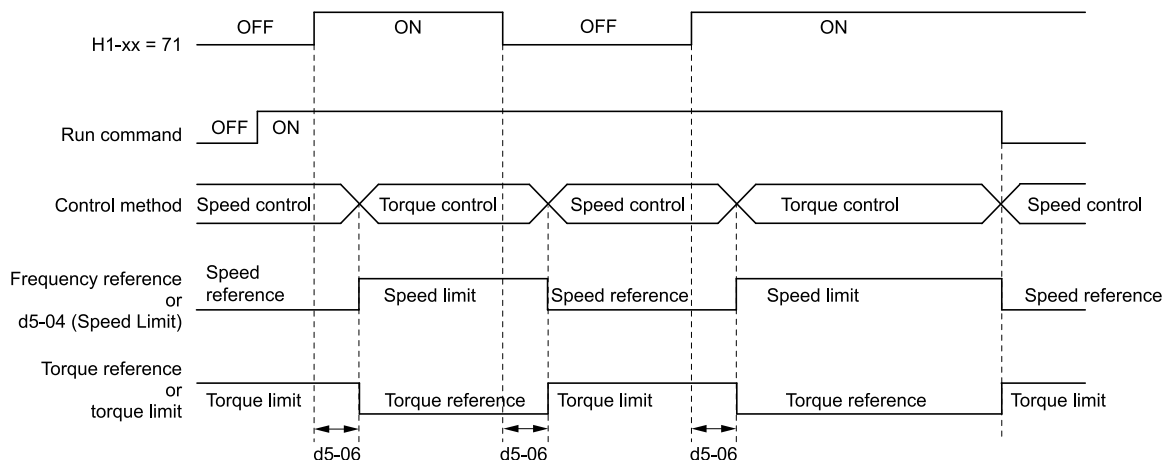 H1-xx = 71
OFF
ON
OFF
ON
Run command
OFF
ON
Control method
Speed control
Torque control
Speed control
Torque control
Speed control
Frequency reference
or
d5-04 (Speed Limit)
Speed
reference
Speed limit
Speed reference
Speed limit
Speed reference
Torque reference
or
torque limit
Torque limit
Torque reference
Torque limit
Torque reference
Torque limit
d5-06
d5-06
d5-06